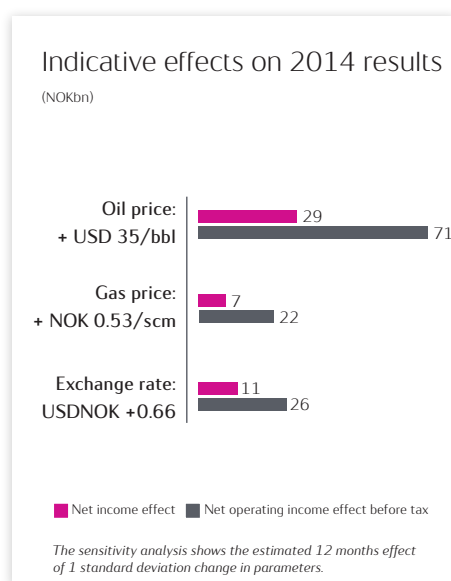 Indicative effects on 2014 results
(NOKbn)
Oil price:
+ USD 35/bbl
29
71
Gas price:
+ NOK 0.53/scm
7
22
Exchange rate:
USDNOK +0.66
11
26
Net income effect
Net operating income effect before tax
The sensitivity analysis shows the estimated 12 months effect
of 1 standard deviation change in parameters.